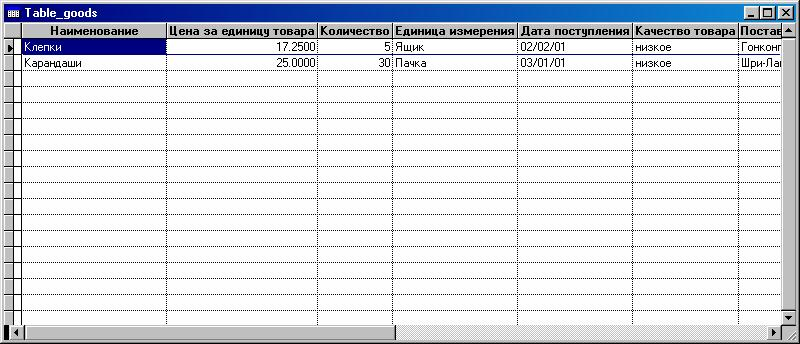 Table_goods
Наименование Цена за единицу товара Количество Единица измерения Дата поступления Качество товара Постав
Клепки 17.2500 5 Ящик 02/02/01 низкое Гонконг
Карандаши 25.0000 30 Пачка 03/01/01 низкое Шри-Ла